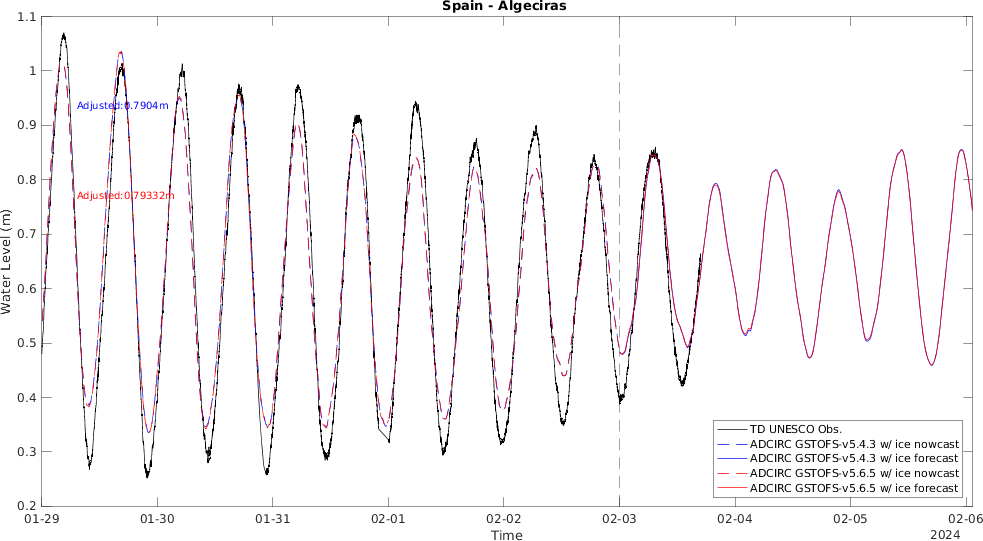 Spain - Algeciras
1.1
1
0.9
0.8
0.7
0.6
0.5
0.4
0.3
0.2
Water Level (m)
Adjusted:0.7904m
Adjusted:0.79332m
TD UNESCO Obs.
ADCIRC GSTOFS-v5.4.3 w/ ice nowcast
ADCIRC GSTOFS-v5.4.3 w/ ice forecast
ADCIRC GSTOFS-v5.6.5 w/ ice nowcast
ADCIRC GSTOFS-v5.6.5 w/ ice forecast
01-29 01-30 01-31 02-01 02-02 02-03 02-04 02-05 02-06
Time
2024